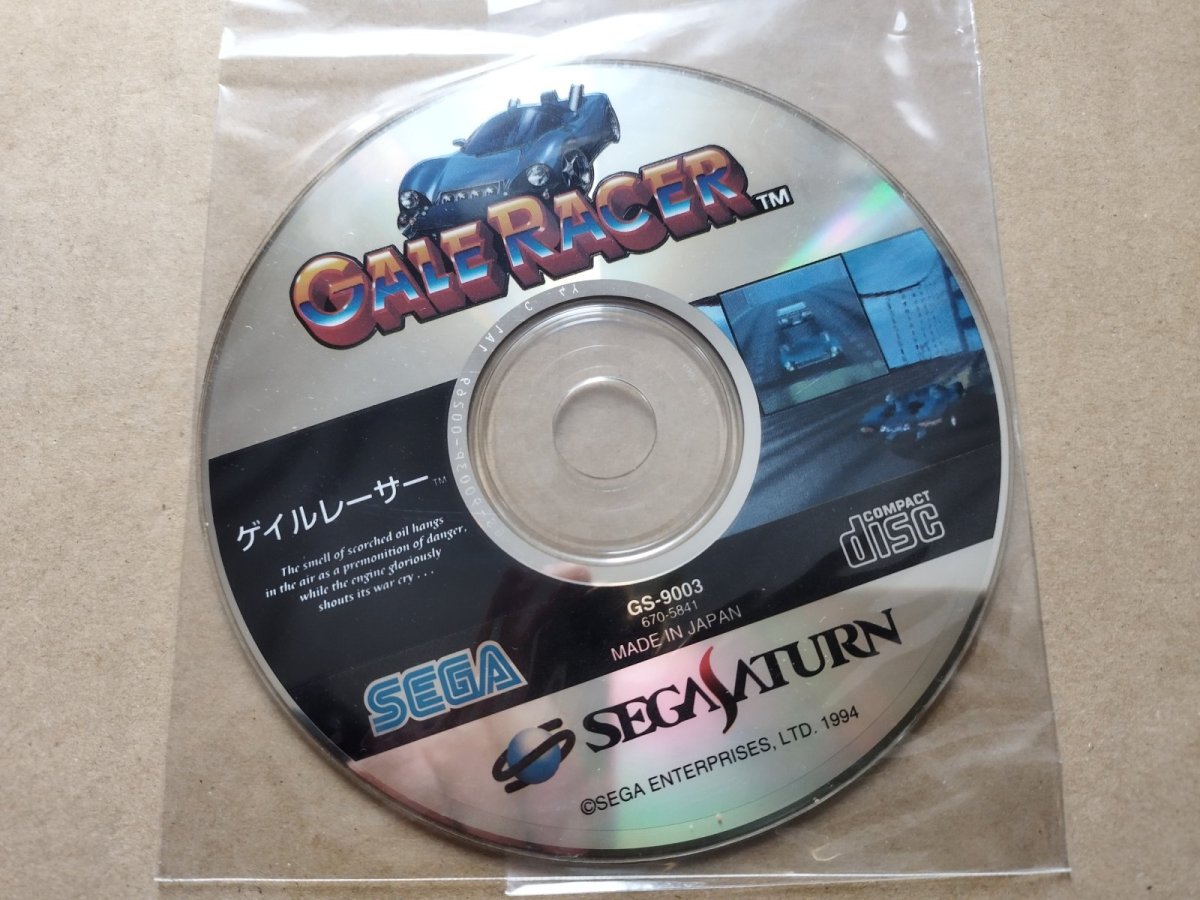 GALE RACER™
ゲイルレーサー™
The smell of scorched oil hangs
in the air as a premonition of danger,
while the engine gloriously
shouts its war cry . . .
COMPACT
disc
GS-9003
670-5841
MADE IN JAPAN
SEGA
SEGA SATURN
©SEGA ENTERPRISES, LTD. 1994